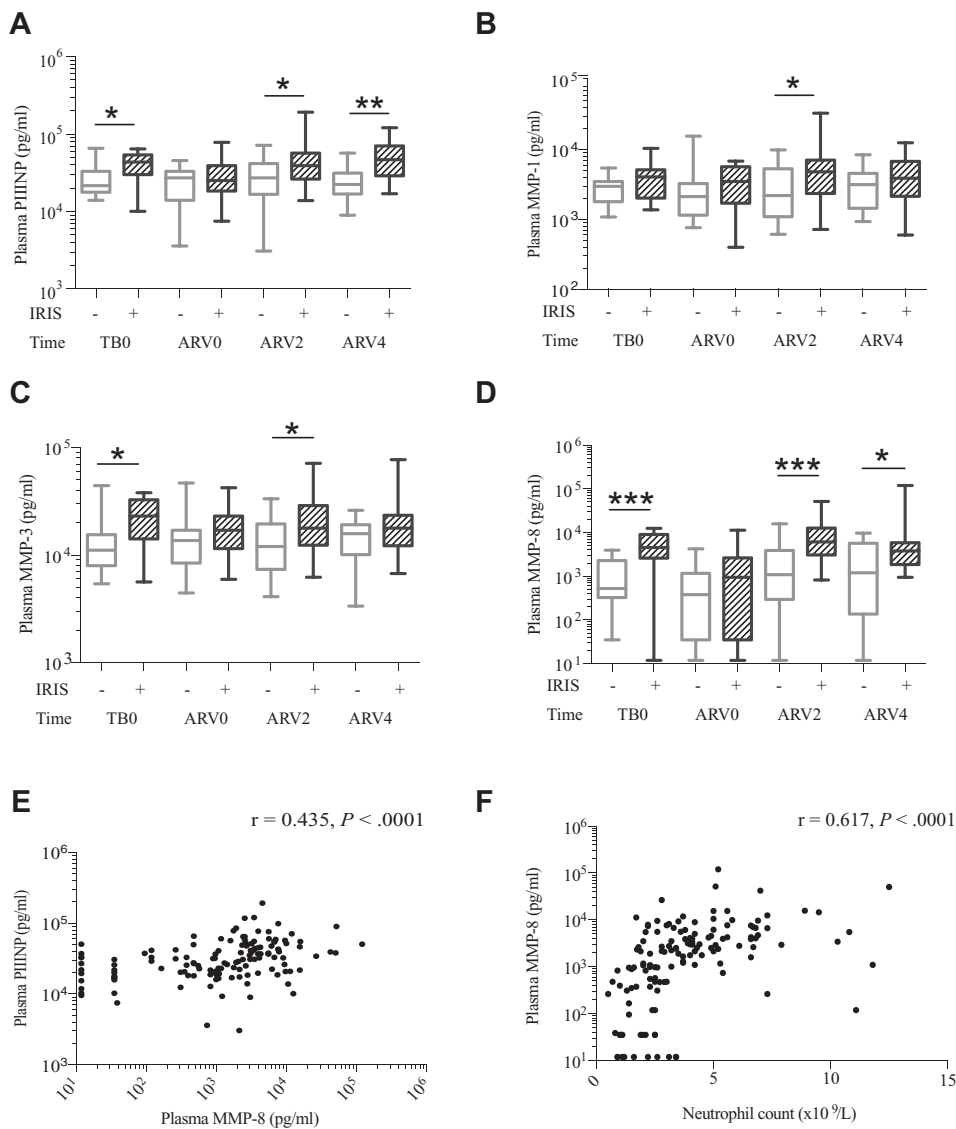 A
Plasma PIIINP (pg/ml)
10^6
10^5
10^4
10^3
*
*
**
IRIS - + - + - + - +
Time TB0 ARV0 ARV2 ARV4
B
Plasma MMP-1 (pg/ml)
10^5
10^4
10^3
10^2
*
IRIS - + - + - + - +
Time TB0 ARV0 ARV2 ARV4
C
Plasma MMP-3 (pg/ml)
10^5
10^4
10^3
*
*
IRIS - + - + - + - +
Time TB0 ARV0 ARV2 ARV4
D
Plasma MMP-8 (pg/ml)
10^6
10^5
10^4
10^3
10^2
10^1
***
***
*
IRIS - + - + - + - +
Time TB0 ARV0 ARV2 ARV4
E
r = 0.435, P < .0001
Plasma PIIINP (pg/ml)
10^6
10^5
10^4
10^3
10^1 10^2 10^3 10^4 10^5 10^6
Plasma MMP-8 (pg/ml)
F
r = 0.617, P < .0001
Plasma MMP-8 (pg/ml)
10^6
10^5
10^4
10^3
10^2
10^1
0 5 10 15
Neutrophil count (x10^9/L)